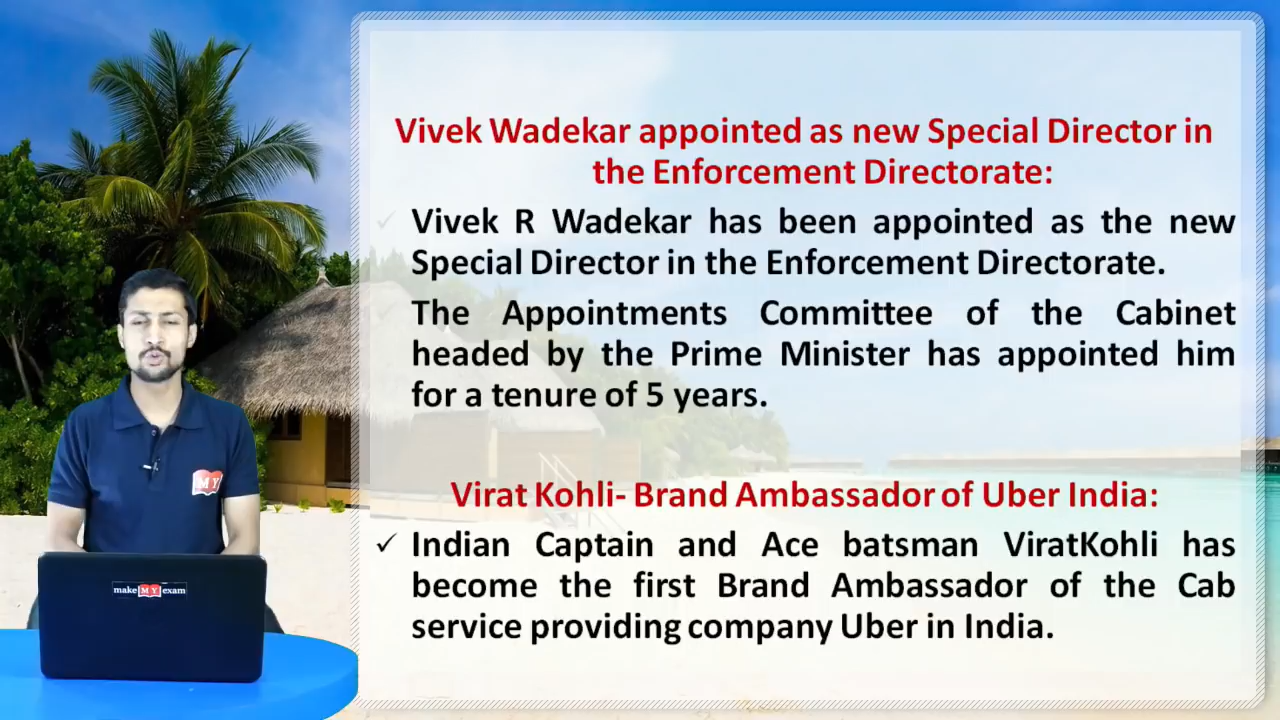 Vivek Wadekar appointed as new Special Director in
the Enforcement Directorate:
Vivek R Wadekar has been appointed as the new
Special Director in the Enforcement Directorate.
The Appointments Committee of the Cabinet
headed by the Prime Minister has appointed him
for a tenure of 5 years.
Virat Kohli- Brand Ambassador of Uber India:
Indian Captain and Ace batsman ViratKohli has
become the first Brand Ambassador of the Cab
service providing company Uber in India.
MY
make MY exam